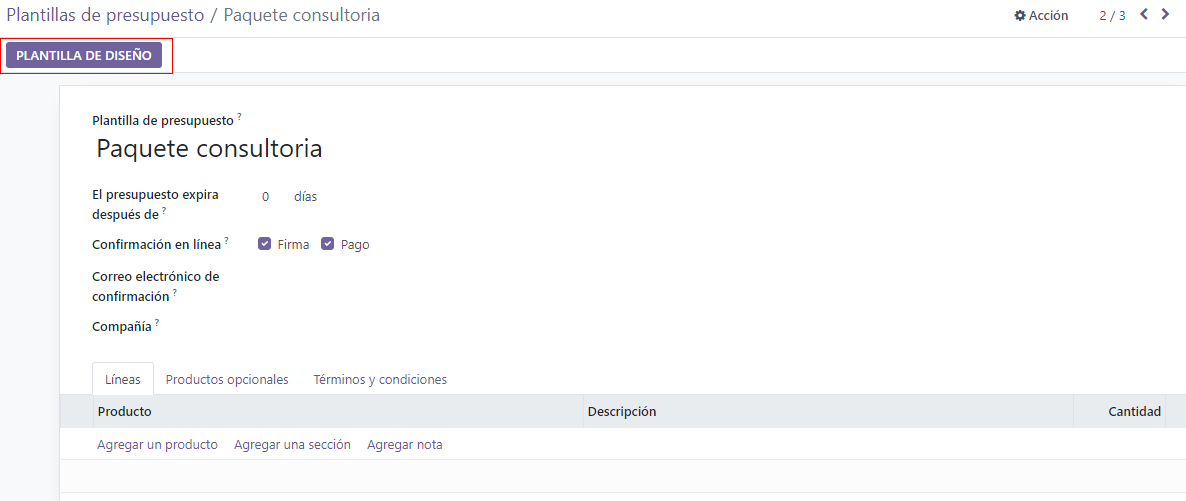 Plantillas de presupuesto / Paquete consultoria
Acción 2 / 3
PLANTILLA DE DISEÑO
Plantilla de presupuesto ?
Paquete consultoria
El presupuesto expira después de ? 0 días
Confirmación en línea ? Firma Pago
Correo electrónico de confirmación ?
Compañía ?
Líneas Productos opcionales Términos y condiciones
Producto Descripción Cantidad
Agregar un producto Agregar una sección Agregar nota